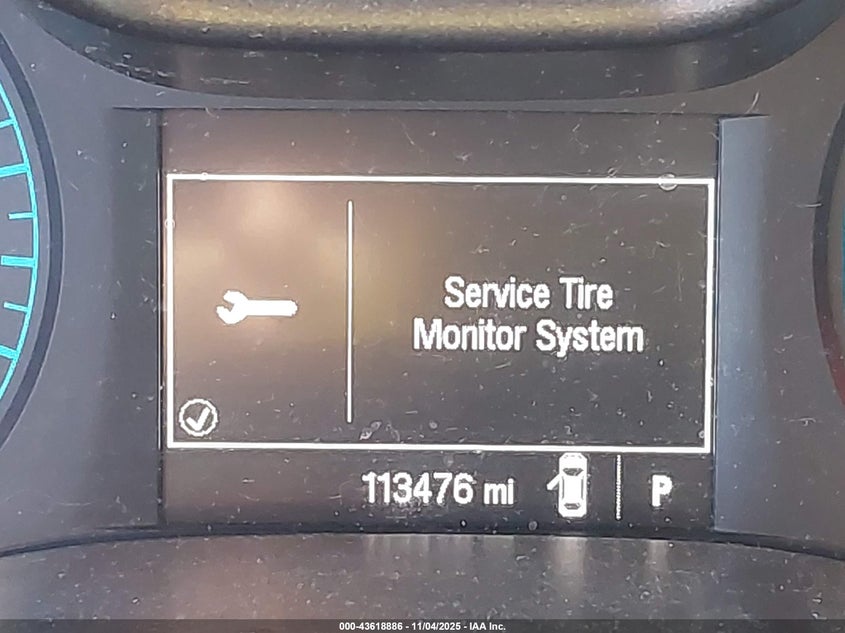 Service Tire
Monitor System
113476 mi P
000-43618886 - 11/04/2025 - IAA Inc.